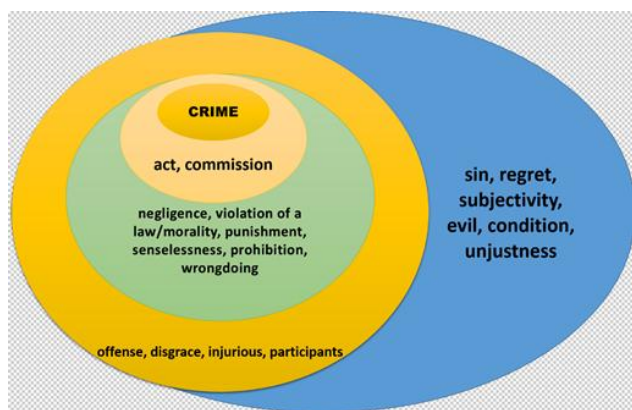 CRIME
act, commission
negligence, violation of a
law/morality, punishment,
senselessness, prohibition,
wrongdoing
offense, disgrace, injurious, participants
sin, regret,
subjectivity,
evil, condition,
unjustness